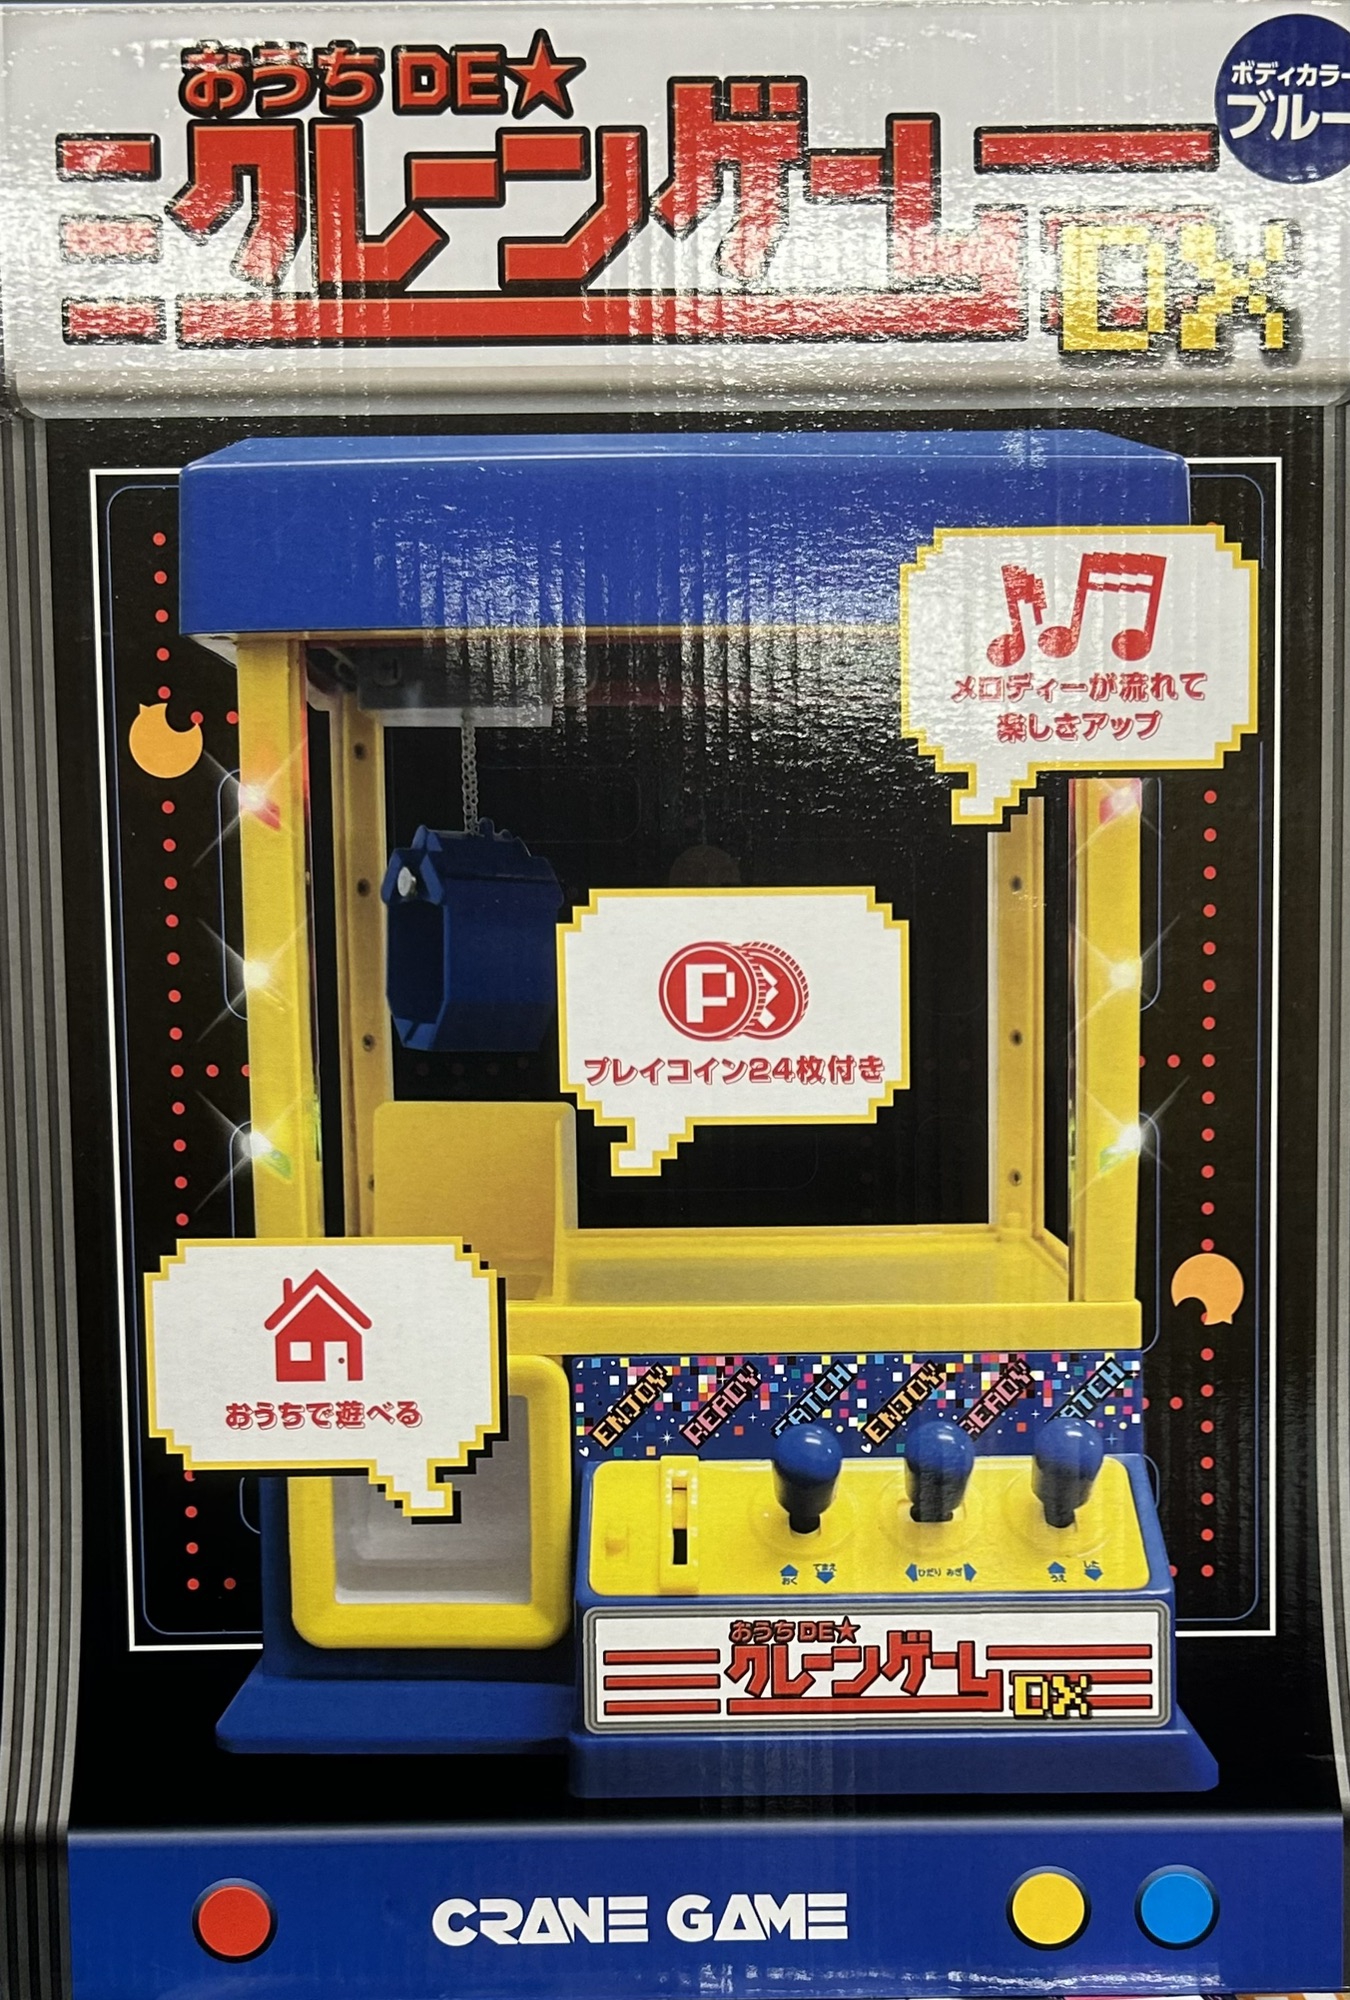 おうちDE★
クレーンゲーム
DX
ボディカラー
ブルー
メロディーが流れて
楽しさアップ
P
プレイコイン24枚付き
おうちで遊べる
ENJOY READY CATCH ENJOY READY CATCH
おく てまえ
ひだり みぎ
うえ した
おうちDE★
クレーンゲーム
DX
CRANE GAME